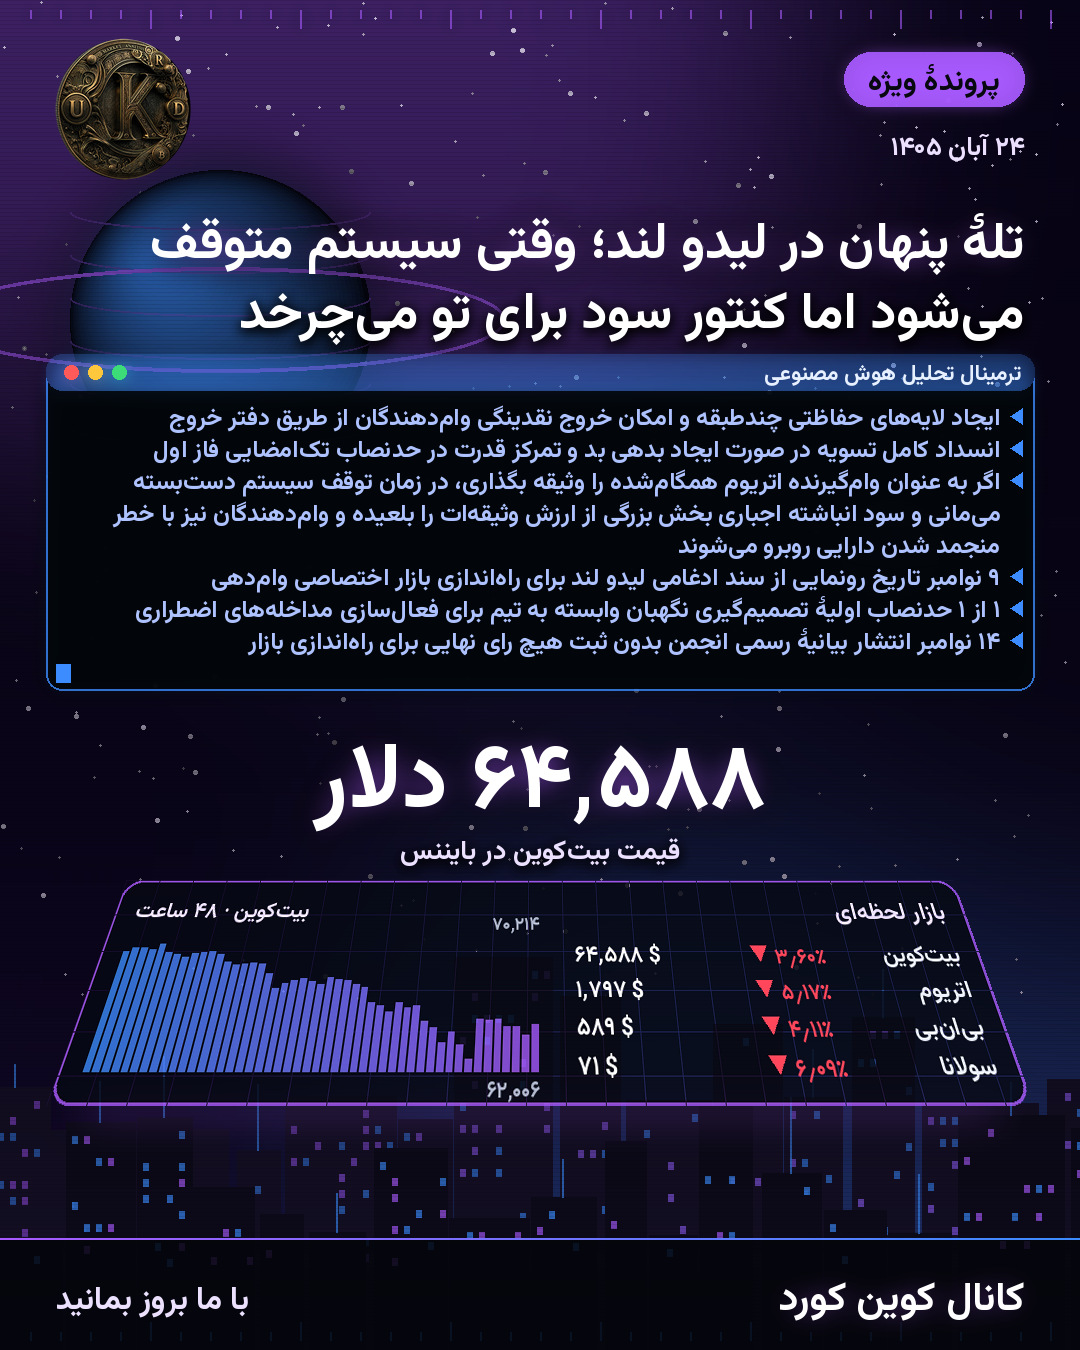 پروندهٔ ویژه
۲۴ آبان ۱۴۰۵
تلهٔ پنهان در لیدو لند؛ وقتی سیستم متوقف
می‌شود اما کنتور سود برای تو می‌چرخد
ترمینال تحلیل هوش مصنوعی
ایجاد لایه‌های حفاظتی چندطبقه و امکان خروج نقدینگی وام‌دهندگان از طریق دفتر خروج
انسداد کامل تسویه در صورت ایجاد بدهی بد و تمرکز قدرت در حدنصاب تک‌امضایی فاز اول
اگر به عنوان وام‌گیرنده اتریوم همگام‌شده را وثیقه بگذاری، در زمان توقف سیستم دست‌بسته
می‌مانی و سود انباشته اجباری بخش بزرگی از ارزش وثیقه‌ات را بلعیده و وام‌دهندگان نیز با خطر
منجمد شدن دارایی روبرو می‌شوند
۹ نوامبر تاریخ رونمایی از سند ادغامی لیدو لند برای راه‌اندازی بازار اختصاصی وام‌دهی
۱ از ۱ حدنصاب اولیهٔ تصمیم‌گیری نگهبان وابسته به تیم برای فعال‌سازی مداخله‌های اضطراری
۱۴ نوامبر انتشار بیانیهٔ رسمی انجمن بدون ثبت هیچ رای نهایی برای راه‌اندازی بازار
۶۴,۵۸۸ دلار
قیمت بیت‌کوین در بایننس
بازار لحظه‌ای
بیت‌کوین ۳٫۶۰٪ ۶۴,۵۸۸ $
اتریوم ۵٫۱۷٪ ۱,۷۹۷ $
بی‌ان‌بی ۴٫۱۱٪ ۵۸۹ $
سولانا ۶٫۰۹٪ ۷۱ $
بیت‌کوین · ۴۸ ساعت
۷۰,۲۱۴
۶۲,۰۰۶
کانال کوین کورد
با ما بروز بمانید